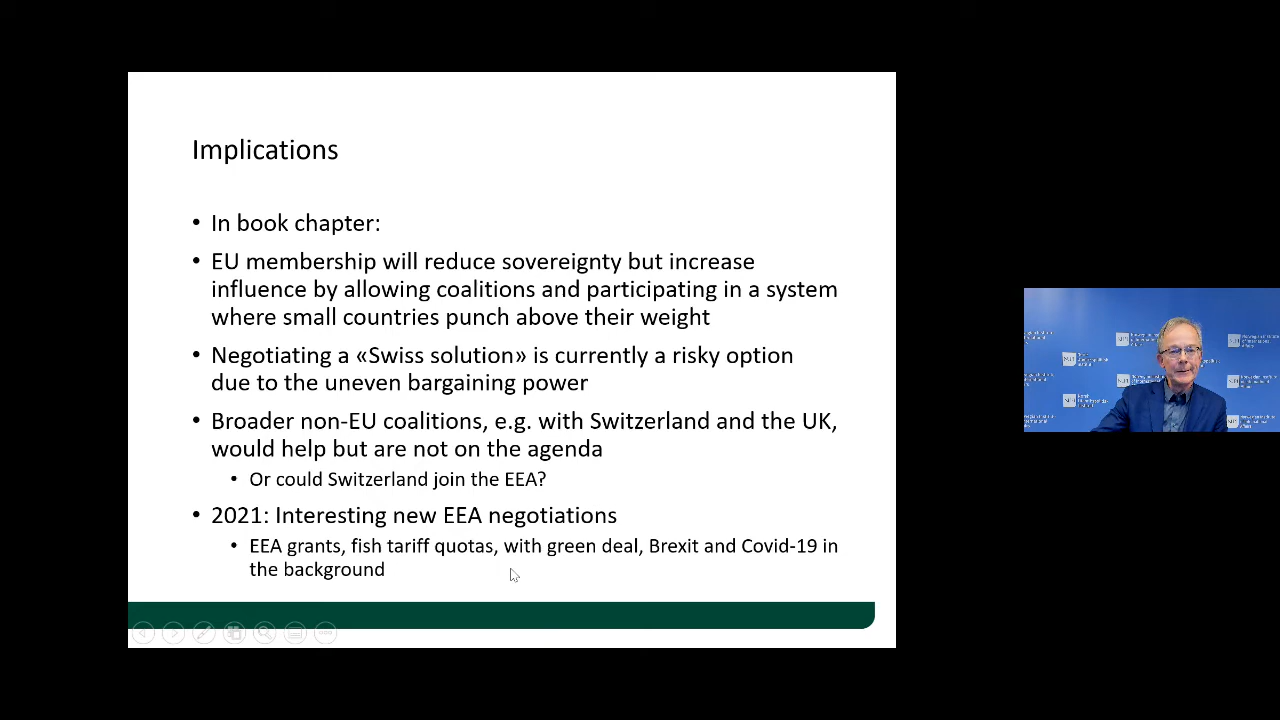 Implications
• In book chapter:
• EU membership will reduce sovereignty but increase
influence by allowing coalitions and participating in a system
where small countries punch above their weight
• Negotiating a «Swiss solution» is currently a risky option
due to the uneven bargaining power
• Broader non-EU coalitions, e.g. with Switzerland and the UK,
would help but are not on the agenda
• Or could Switzerland join the EEA?
• 2021: Interesting new EEA negotiations
• EEA grants, fish tariff quotas, with green deal, Brexit and Covid-19 in
the background